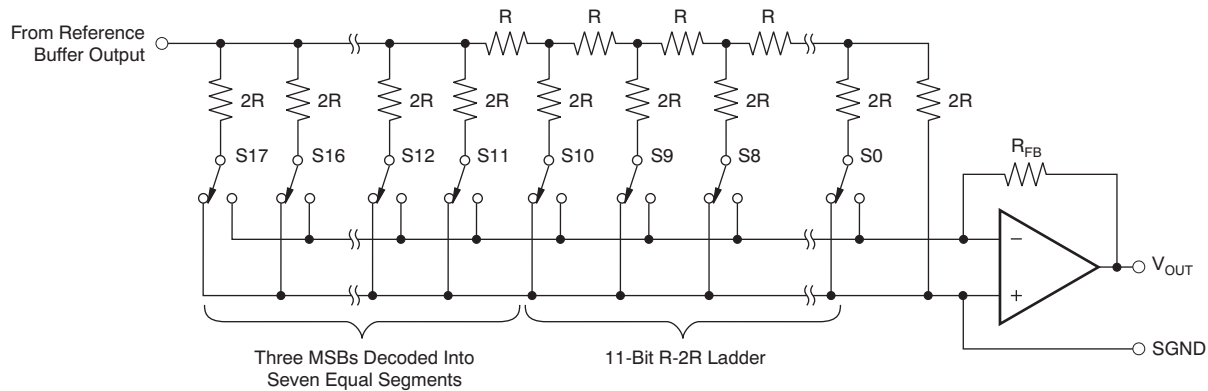 R R R R
From Reference
Buffer Output
2R 2R 2R 2R 2R 2R 2R 2R 2R
S17 S16 S12 S11 S10 S9 S8 S0
RFB
−
+
VOUT
SGND
Three MSBs Decoded Into
Seven Equal Segments
11-Bit R-2R Ladder